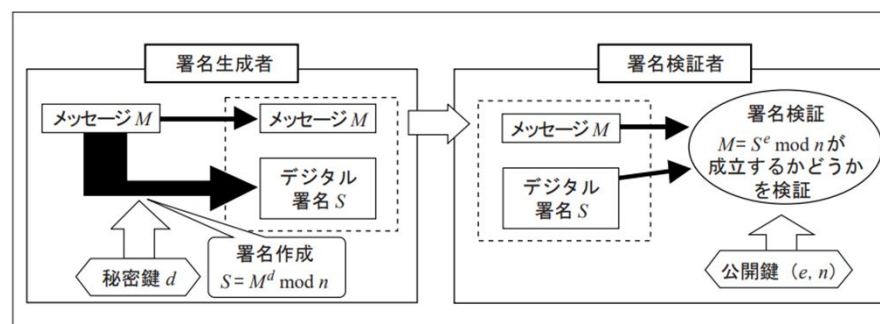 署名生成者
メッセージ M
メッセージ M
デジタル
署名 S
署名作成
S = M^d mod n
秘密鍵 d
署名検証者
メッセージ M
デジタル
署名 S
署名検証
M = S^e mod n が
成立するかどうか
を検証
公開鍵（e, n）